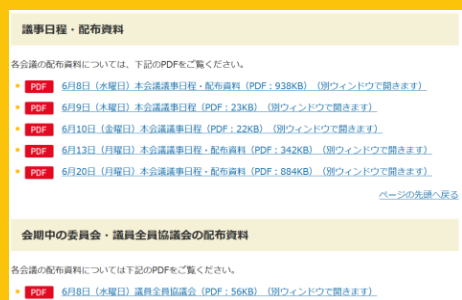 議事日程・配布資料
各会議の配布資料については、下記のPDFをご覧ください。
PDF 6月8日（水曜日）本会議議事日程・配布資料（PDF：938KB）（別ウィンドウで開きます）
PDF 6月9日（木曜日）本会議議事日程（PDF：23KB）（別ウィンドウで開きます）
PDF 6月10日（金曜日）本会議議事日程（PDF：22KB）（別ウィンドウで開きます）
PDF 6月13日（月曜日）本会議議事日程・配布資料（PDF：342KB）（別ウィンドウで開きます）
PDF 6月20日（月曜日）本会議議事日程・配布資料（PDF：884KB）（別ウィンドウで開きます）
ページの先頭へ戻る
会期中の委員会・議員全員協議会の配布資料
各会議の配布資料については下記のPDFをご覧ください。
PDF 6月8日（水曜日）議員全員協議会（PDF：56KB）（別ウィンドウで開きます）